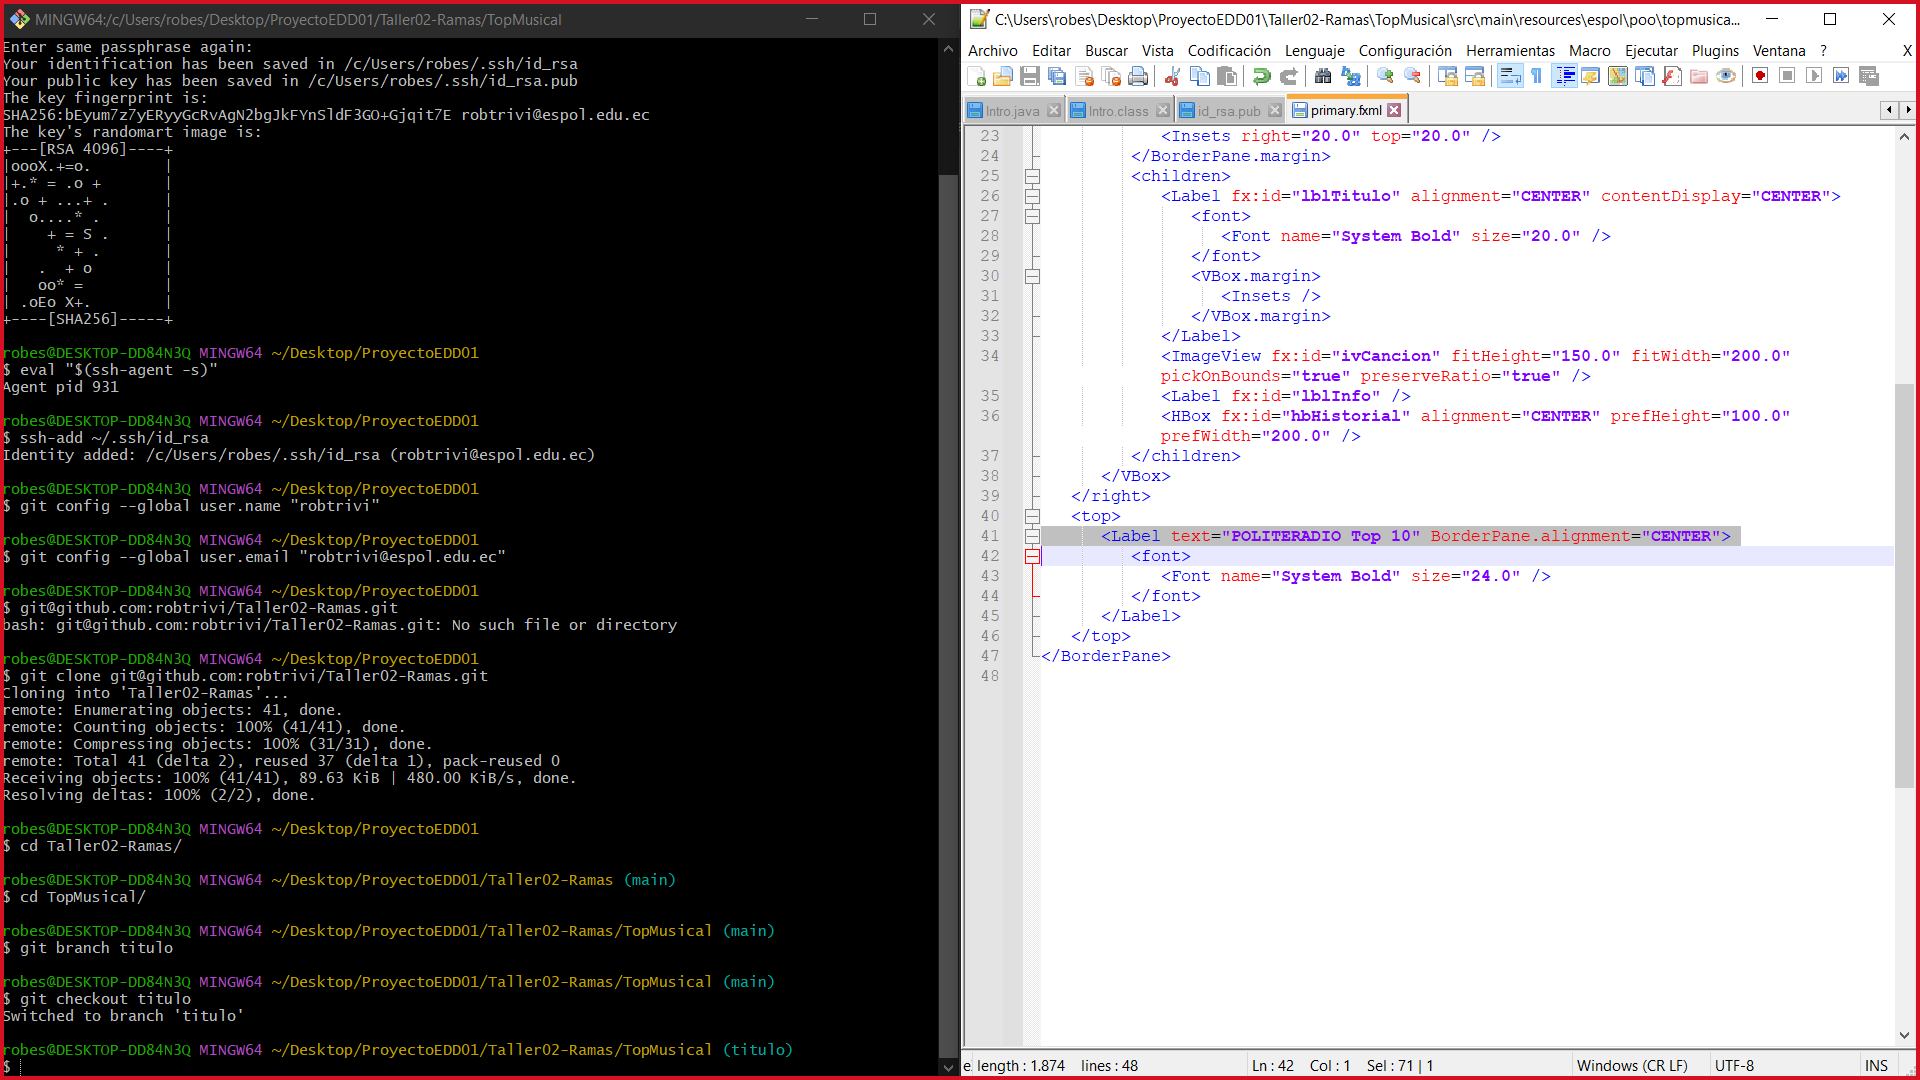 MINGW64:/c/Users/robes/Desktop/ProyectoEDD01/Taller02-Ramas/TopMusical
Enter same passphrase again:
Your identification has been saved in /c/Users/robes/.ssh/id_rsa
Your public key has been saved in /c/Users/robes/.ssh/id_rsa.pub
The key fingerprint is:
SHA256:bEyum7z7yERyyGcRvAgN2bgJkFYnSldF3GO+Gjqit7E robtrivi@espol.edu.ec
The key's randomart image is:
+---[RSA 4096]----+
|oooX.+=o.         |
|+.* = .o +        |
|.o + ...+ .       |
|  o....* .        |
|    + = S .       |
|     * + .        |
|   .  + o         |
|   oo* =          |
| .oEo X+.         |
+----[SHA256]-----+
robes@DESKTOP-DD84N3Q MINGW64 ~/Desktop/ProyectoEDD01
$ eval "$(ssh-agent -s)"
Agent pid 931
robes@DESKTOP-DD84N3Q MINGW64 ~/Desktop/ProyectoEDD01
$ ssh-add ~/.ssh/id_rsa
Identity added: /c/Users/robes/.ssh/id_rsa (robtrivi@espol.edu.ec)
robes@DESKTOP-DD84N3Q MINGW64 ~/Desktop/ProyectoEDD01
$ git config --global user.name "robtrivi"
robes@DESKTOP-DD84N3Q MINGW64 ~/Desktop/ProyectoEDD01
$ git config --global user.email "robtrivi@espol.edu.ec"
robes@DESKTOP-DD84N3Q MINGW64 ~/Desktop/ProyectoEDD01
$ git@github.com:robtrivi/Taller02-Ramas.git
bash: git@github.com:robtrivi/Taller02-Ramas.git: No such file or directory
robes@DESKTOP-DD84N3Q MINGW64 ~/Desktop/ProyectoEDD01
$ git clone git@github.com:robtrivi/Taller02-Ramas.git
Cloning into 'Taller02-Ramas'...
remote: Enumerating objects: 41, done.
remote: Counting objects: 100% (41/41), done.
remote: Compressing objects: 100% (31/31), done.
remote: Total 41 (delta 2), reused 37 (delta 1), pack-reused 0
Receiving objects: 100% (41/41), 89.63 KiB | 480.00 KiB/s, done.
Resolving deltas: 100% (2/2), done.
robes@DESKTOP-DD84N3Q MINGW64 ~/Desktop/ProyectoEDD01
$ cd Taller02-Ramas/
robes@DESKTOP-DD84N3Q MINGW64 ~/Desktop/ProyectoEDD01/Taller02-Ramas (main)
$ cd TopMusical/
robes@DESKTOP-DD84N3Q MINGW64 ~/Desktop/ProyectoEDD01/Taller02-Ramas/TopMusical (main)
$ git branch titulo
robes@DESKTOP-DD84N3Q MINGW64 ~/Desktop/ProyectoEDD01/Taller02-Ramas/TopMusical (main)
$ git checkout titulo
Switched to branch 'titulo'
robes@DESKTOP-DD84N3Q MINGW64 ~/Desktop/ProyectoEDD01/Taller02-Ramas/TopMusical (titulo)
$
C:\Users\robes\Desktop\ProyectoEDD01\Taller02-Ramas\TopMusical\src\main\resources\espol\poo\topmusica...
Archivo Editar Buscar Vista Codificación Lenguaje Configuración Herramientas Macro Ejecutar Plugins Ventana ? X
Intro.java Intro.class id_rsa.pub primary.fxml
23 <Insets right="20.0" top="20.0" />
24 </BorderPane.margin>
25 <children>
26 <Label fx:id="lblTitulo" alignment="CENTER" contentDisplay="CENTER">
27 <font>
28 <Font name="System Bold" size="20.0" />
29 </font>
30 <VBox.margin>
31 <Insets />
32 </VBox.margin>
33 </Label>
34 <ImageView fx:id="ivCancion" fitHeight="150.0" fitWidth="200.0"
pickOnBounds="true" preserveRatio="true" />
35 <Label fx:id="lblInfo" />
36 <HBox fx:id="hbHistorial" alignment="CENTER" prefHeight="100.0"
prefWidth="200.0" />
37 </children>
38 </VBox>
39 </right>
40 <top>
41 <Label text="POLITERADIO Top 10" BorderPane.alignment="CENTER">
42 <font>
43 <Font name="System Bold" size="24.0" />
44 </font>
45 </Label>
46 </top>
47 </BorderPane>
48
e length : 1.874 lines : 48 Ln : 42 Col : 1 Sel : 71 | 1 Windows (CR LF) UTF-8 INS